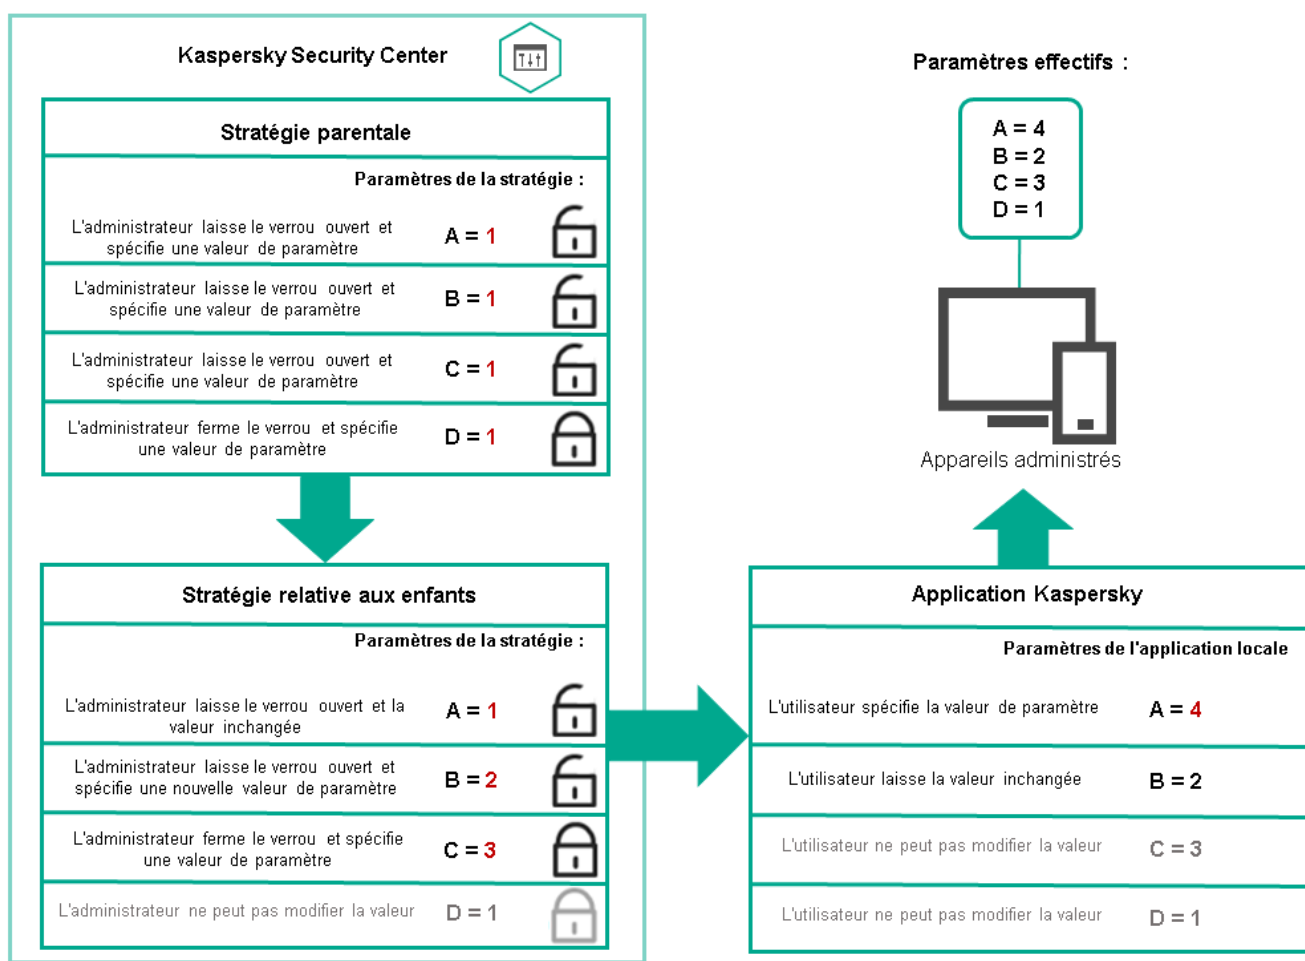 Kaspersky Security Center
Stratégie parentale
Paramètres de la stratégie :
L'administrateur laisse le verrou ouvert et
spécifie une valeur de paramètre
A = 1
L'administrateur laisse le verrou ouvert et
spécifie une valeur de paramètre
B = 1
L'administrateur laisse le verrou ouvert et
spécifie une valeur de paramètre
C = 1
L'administrateur ferme le verrou et spécifie
une valeur de paramètre
D = 1
Stratégie relative aux enfants
Paramètres de la stratégie :
L'administrateur laisse le verrou ouvert et la
valeur inchangée
A = 1
L'administrateur laisse le verrou ouvert et
spécifie une nouvelle valeur de paramètre
B = 2
L'administrateur ferme le verrou et spécifie
une valeur de paramètre
C = 3
L'administrateur ne peut pas modifier la valeur
D = 1
Application Kaspersky
Paramètres de l'application locale
L'utilisateur spécifie la valeur de paramètre
A = 4
L'utilisateur laisse la valeur inchangée
B = 2
L'utilisateur ne peut pas modifier la valeur
C = 3
L'utilisateur ne peut pas modifier la valeur
D = 1
Paramètres effectifs :
A = 4
B = 2
C = 3
D = 1
Appareils administrés